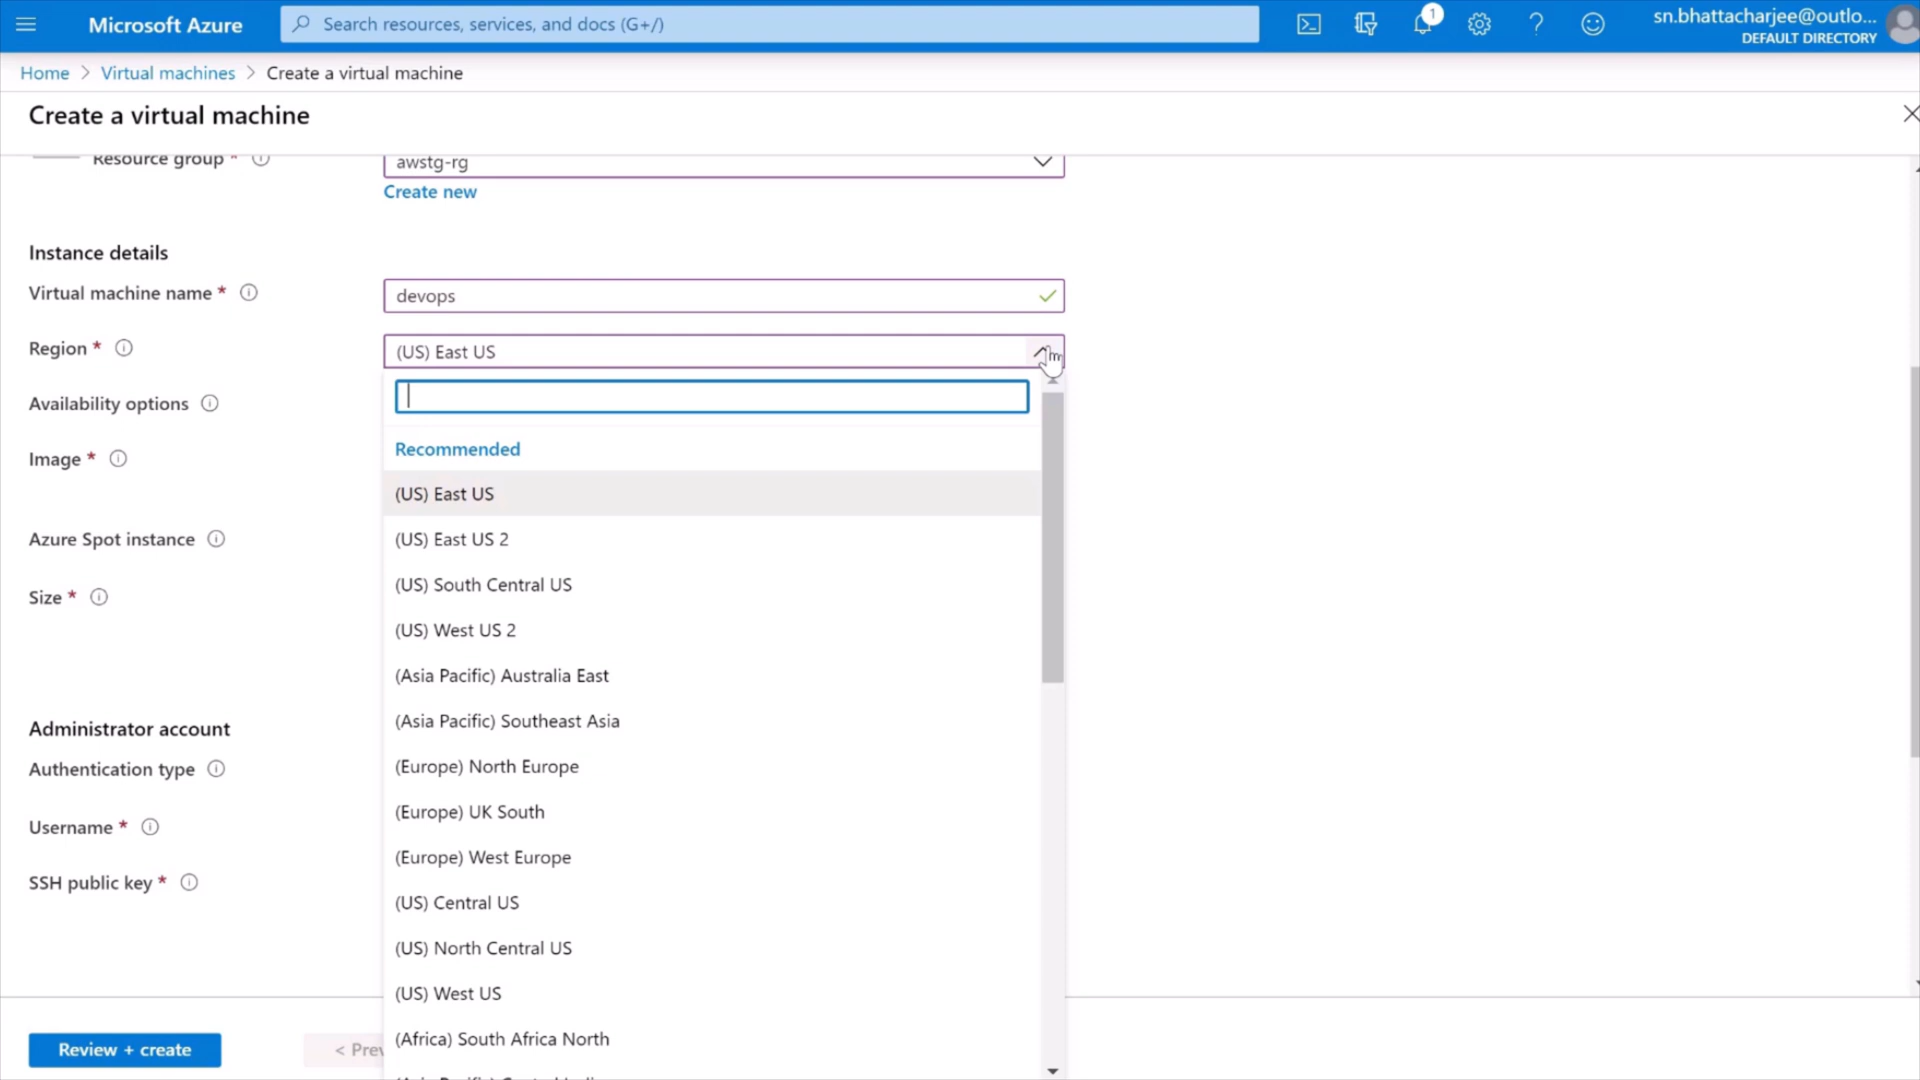 Microsoft Azure
Search resources, services, and docs (G+/)
1
sn.bhattacharjee@outlo...
DEFAULT DIRECTORY
Home > Virtual machines > Create a virtual machine
Create a virtual machine
Resource group *
awstg-rg
Create new
Instance details
Virtual machine name *
devops
Region *
(US) East US
Availability options
Image *
Azure Spot instance
Size *
Administrator account
Authentication type
Username *
SSH public key *
Recommended
(US) East US
(US) East US 2
(US) South Central US
(US) West US 2
(Asia Pacific) Australia East
(Asia Pacific) Southeast Asia
(Europe) North Europe
(Europe) UK South
(Europe) West Europe
(US) Central US
(US) North Central US
(US) West US
(Africa) South Africa North
Review + create
< Prev